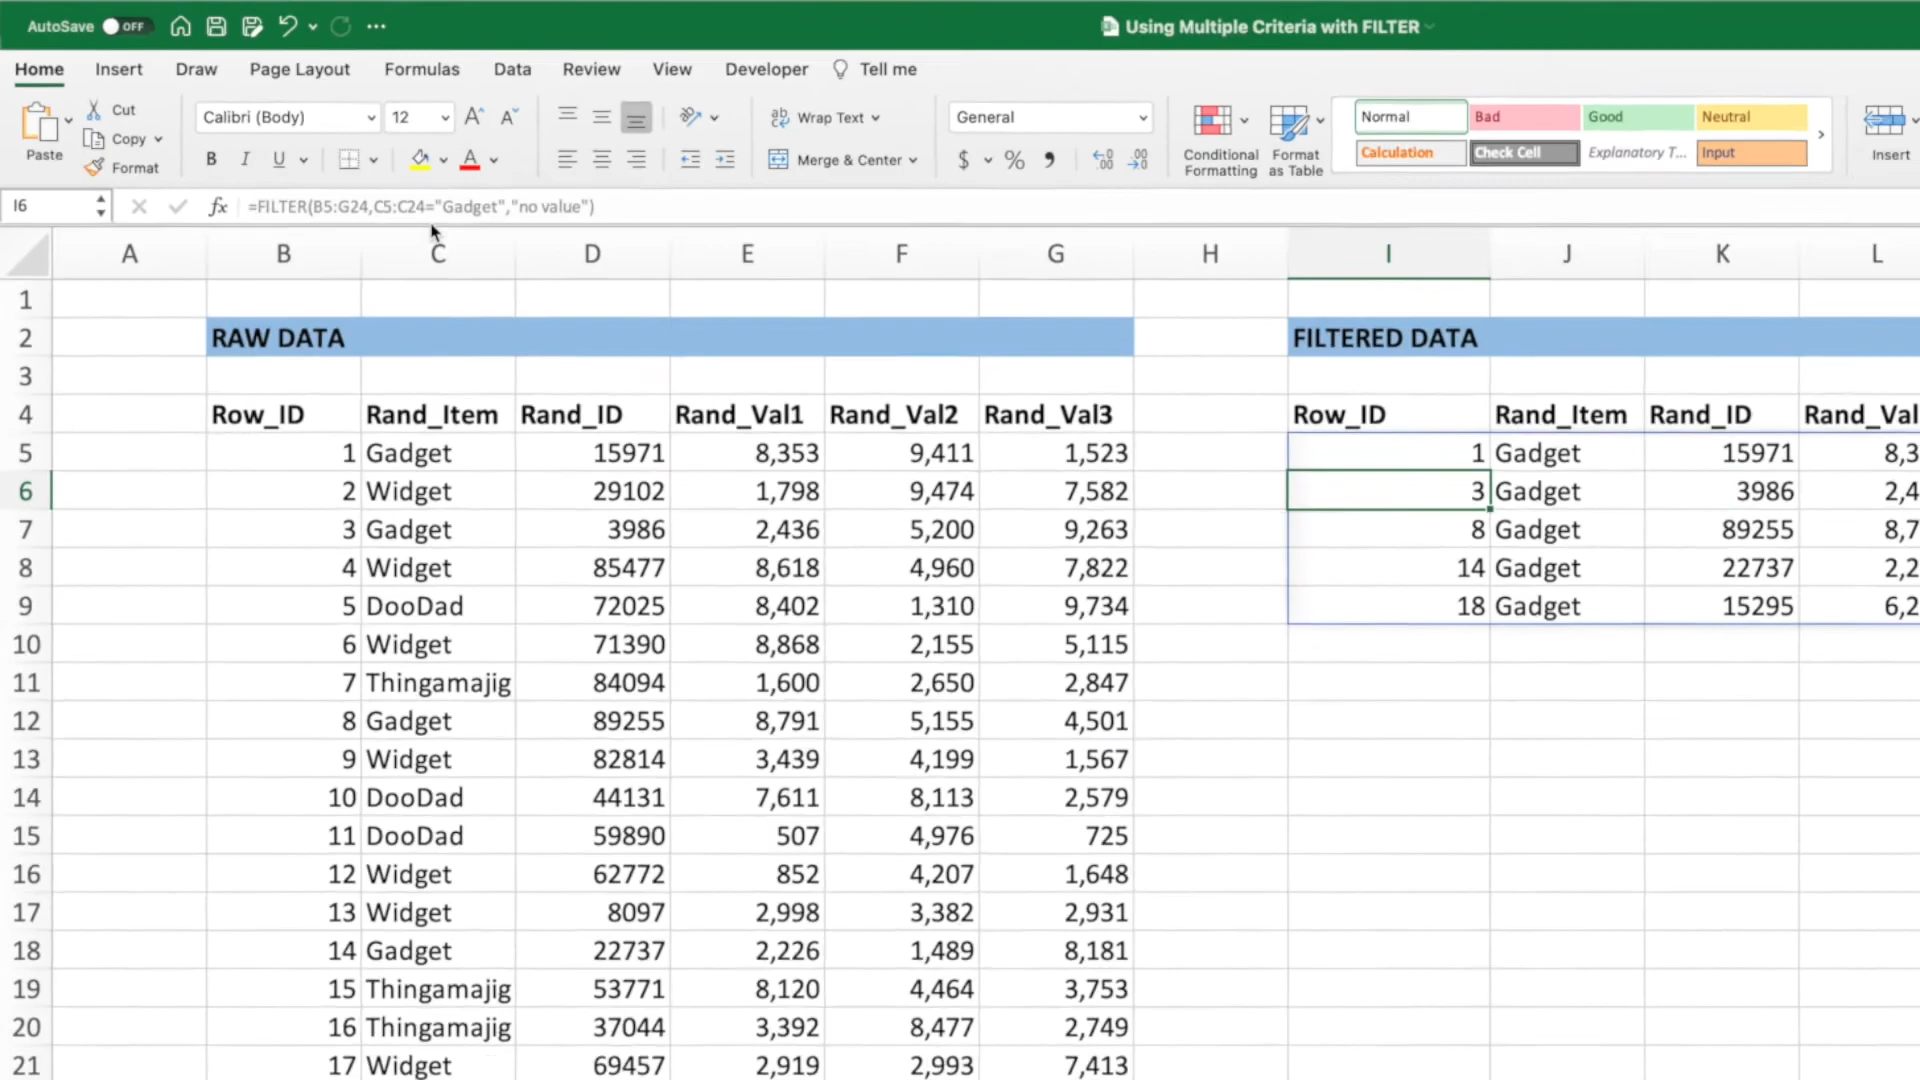 AutoSave OFF Using Multiple Criteria with FILTER
Home Insert Draw Page Layout Formulas Data Review View Developer Tell me
Paste Cut Copy Format
Calibri (Body) 12 A A
B I U A
ab Wrap Text
Merge & Center
General
$ % 9 .00
Conditional Formatting
Format as Table
Normal Bad Good Neutral
Calculation Check Cell Explanatory T... Input
Insert
I6 fx =FILTER(B5:G24,C5:C24="Gadget","no value")
A B C D E F G H I J K L
1
2 RAW DATA FILTERED DATA
3
4 Row_ID Rand_Item Rand_ID Rand_Val1 Rand_Val2 Rand_Val3 Row_ID Rand_Item Rand_ID Rand_Val
5 1 Gadget 15971 8,353 9,411 1,523 1 Gadget 15971 8,3
6 2 Widget 29102 1,798 9,474 7,582 3 Gadget 3986 2,4
7 3 Gadget 3986 2,436 5,200 9,263 8 Gadget 89255 8,7
8 4 Widget 85477 8,618 4,960 7,822 14 Gadget 22737 2,2
9 5 DooDad 72025 8,402 1,310 9,734 18 Gadget 15295 6,2
10 6 Widget 71390 8,868 2,155 5,115
11 7 Thingamajig 84094 1,600 2,650 2,847
12 8 Gadget 89255 8,791 5,155 4,501
13 9 Widget 82814 3,439 4,199 1,567
14 10 DooDad 44131 7,611 8,113 2,579
15 11 DooDad 59890 507 4,976 725
16 12 Widget 62772 852 4,207 1,648
17 13 Widget 8097 2,998 3,382 2,931
18 14 Gadget 22737 2,226 1,489 8,181
19 15 Thingamajig 53771 8,120 4,464 3,753
20 16 Thingamajig 37044 3,392 8,477 2,749
21 17 Widget 69457 2,919 2,993 7,413